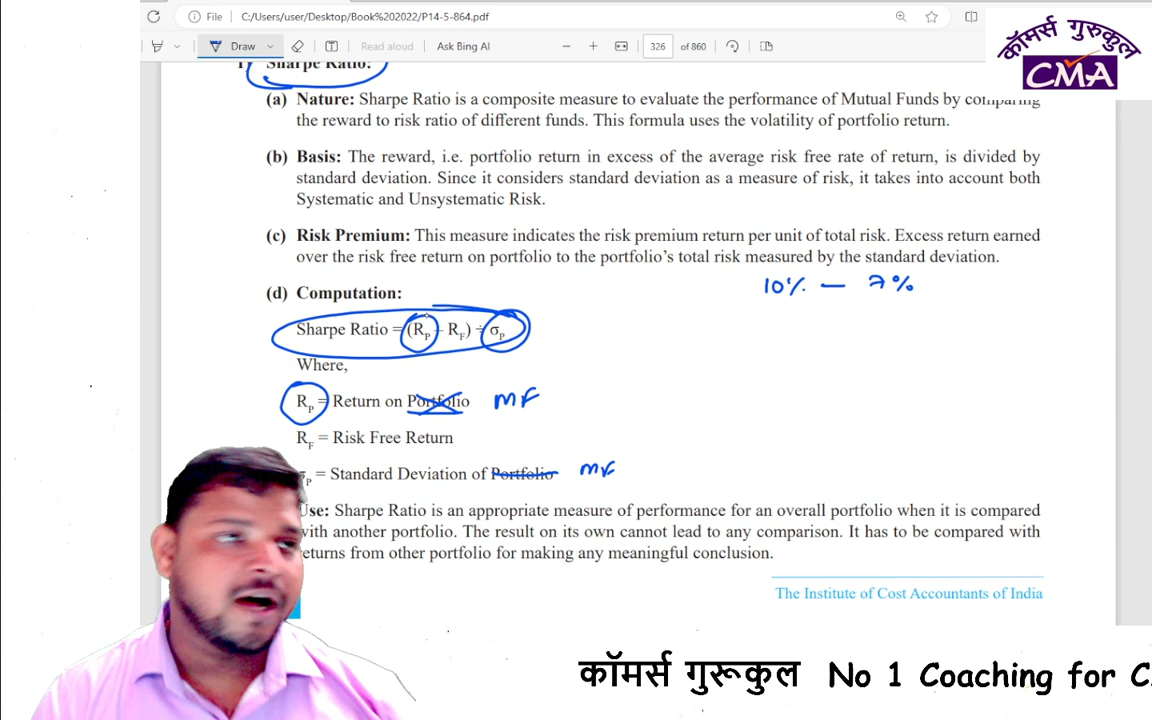 File C:/Users/user/Desktop/Book%202022/P14-5-864.pdf
Draw Read aloud Ask Bing AI 326 of 860
कॉमर्स गुरुकुल
CMA
1) Sharpe Ratio:
(a) Nature: Sharpe Ratio is a composite measure to evaluate the performance of Mutual Funds by comparing
the reward to risk ratio of different funds. This formula uses the volatility of portfolio return.
(b) Basis: The reward, i.e. portfolio return in excess of the average risk free rate of return, is divided by
standard deviation. Since it considers standard deviation as a measure of risk, it takes into account both
Systematic and Unsystematic Risk.
(c) Risk Premium: This measure indicates the risk premium return per unit of total risk. Excess return earned
over the risk free return on portfolio to the portfolio's total risk measured by the standard deviation.
10% — 7%
(d) Computation:
Sharpe Ratio = (RP - RF) ÷ σP
Where,
RP = Return on Portfolio MF
RF = Risk Free Return
P = Standard Deviation of Portfolio MF
Use: Sharpe Ratio is an appropriate measure of performance for an overall portfolio when it is compared
with another portfolio. The result on its own cannot lead to any comparison. It has to be compared with
returns from other portfolio for making any meaningful conclusion.
The Institute of Cost Accountants of India
कॉमर्स गुरूकुल No 1 Coaching for C